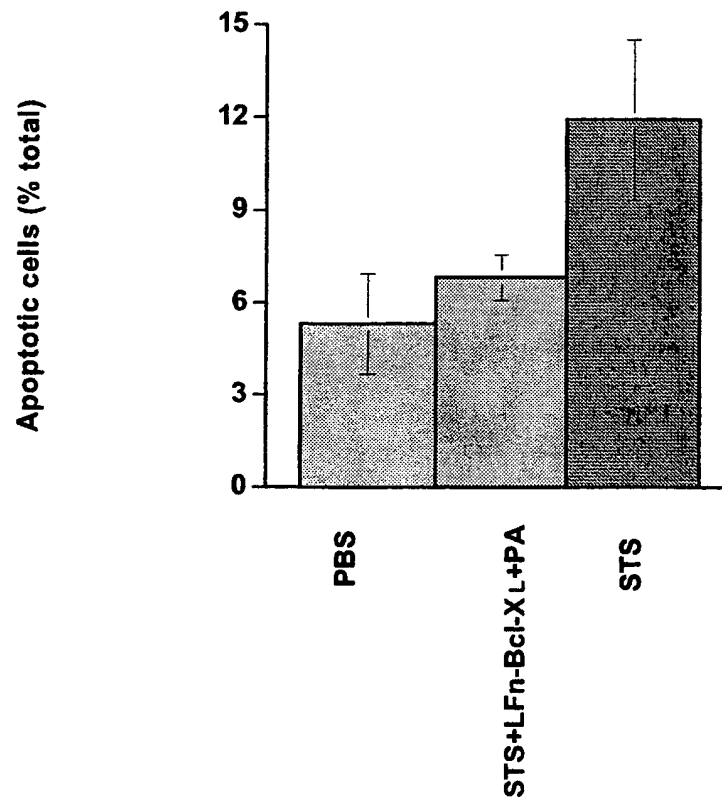 Apoptotic cells (% total)
15
12
9
6
3
0
PBS
STS+LFn-Bcl-XL+PA
STS